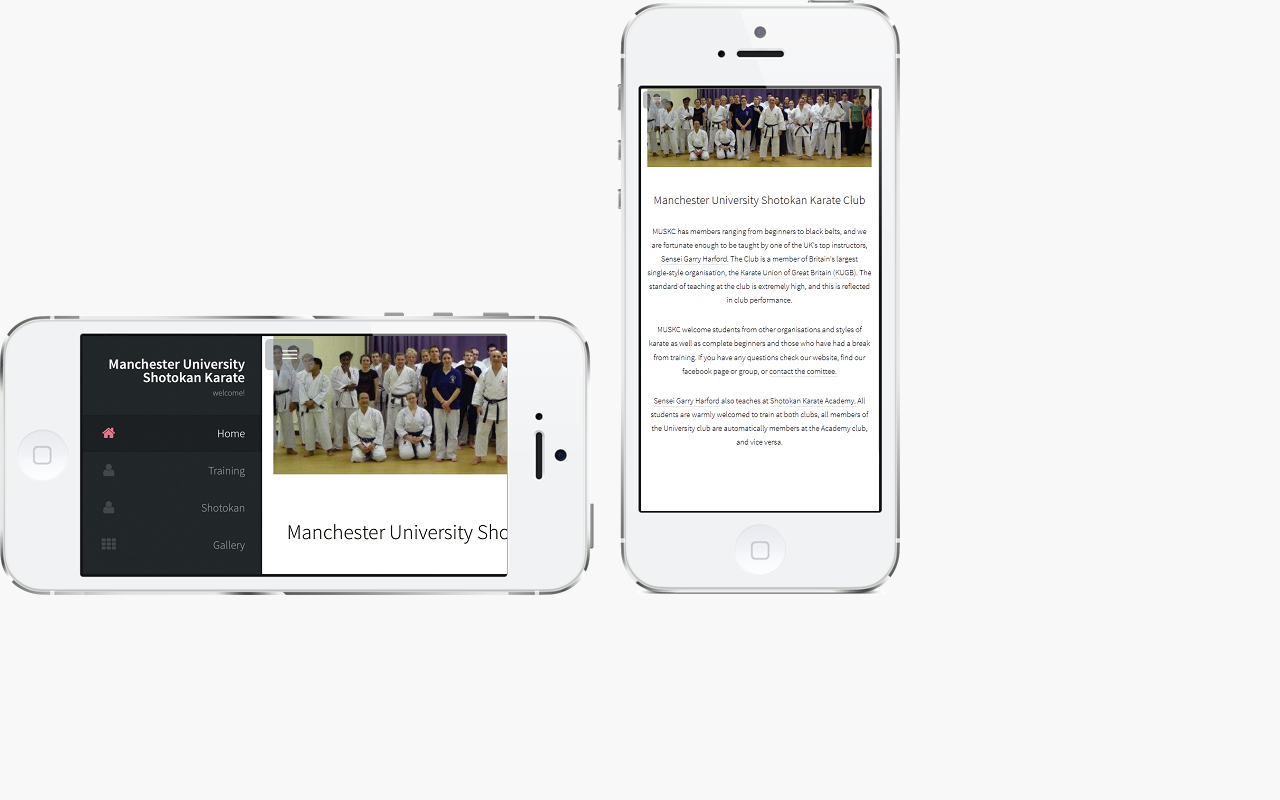 Manchester University
Shotokan Karate
welcome!
Home
Training
Shotokan
Gallery
Manchester University Sho
Manchester University Shotokan Karate Club
MUSKC has members ranging from beginners to black belts, and we
are fortunate enough to be taught by one of the UK's top instructors,
Sensei Garry Harford. The Club is a member of Britain's largest
single-style organisation, the Karate Union of Great Britain (KUGB). The
standard of teaching at the club is extremely high, and this is reflected
in club performance.
MUSKC welcome students from other organisations and styles of
karate as well as complete beginners and those who have had a break
from training. If you have any questions check our website, find our
facebook page or group, or contact the comittee.
Sensei Garry Harford also teaches at Shotokan Karate Academy. All
students are warmly welcomed to train at both clubs, all members of
the University club are automatically members at the Academy club,
and vice versa.